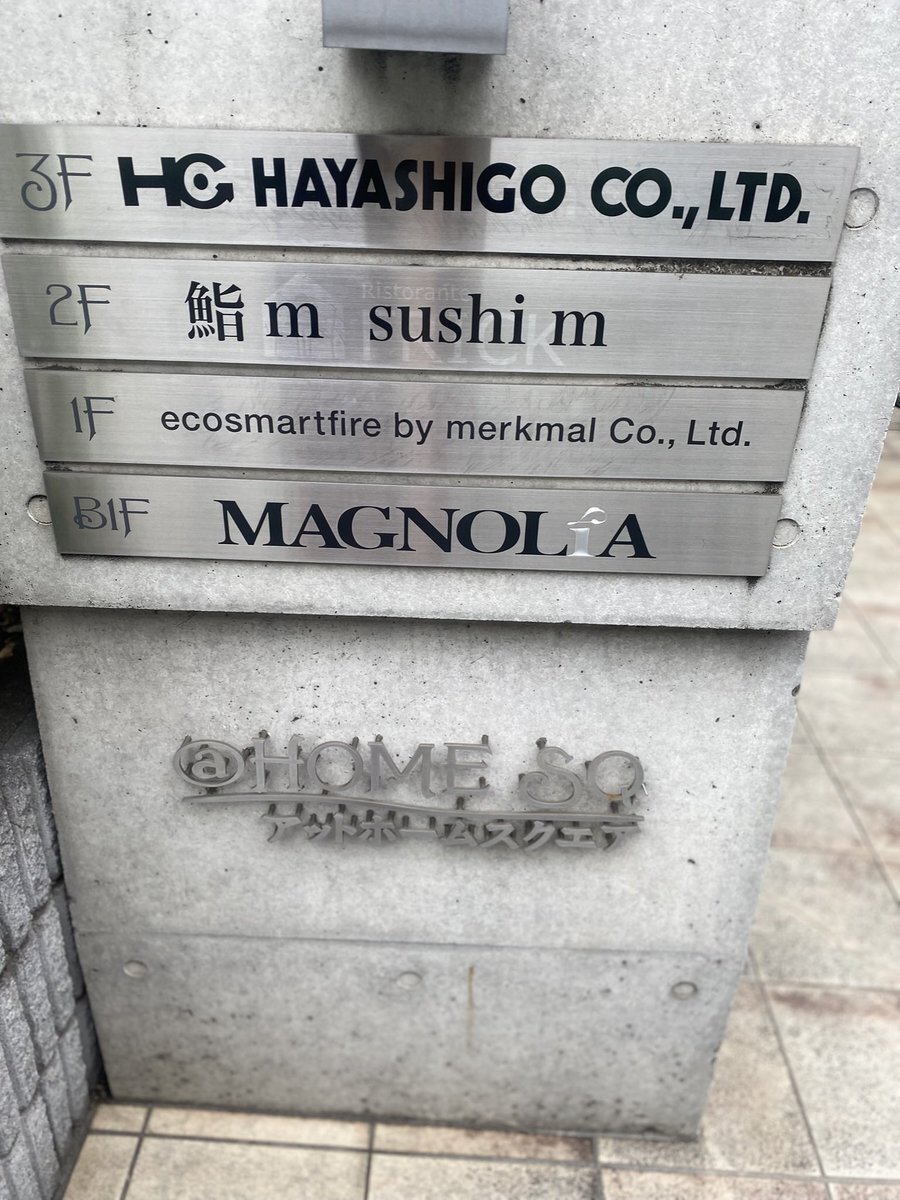 3F HG HAYASHIGO CO.,LTD.
2F 鮨 m sushi m
Ristorante
1F ecosmartfire by merkmal Co., Ltd.
B1F MAGNOLiA
@HOME SQ
アットホームスクエア